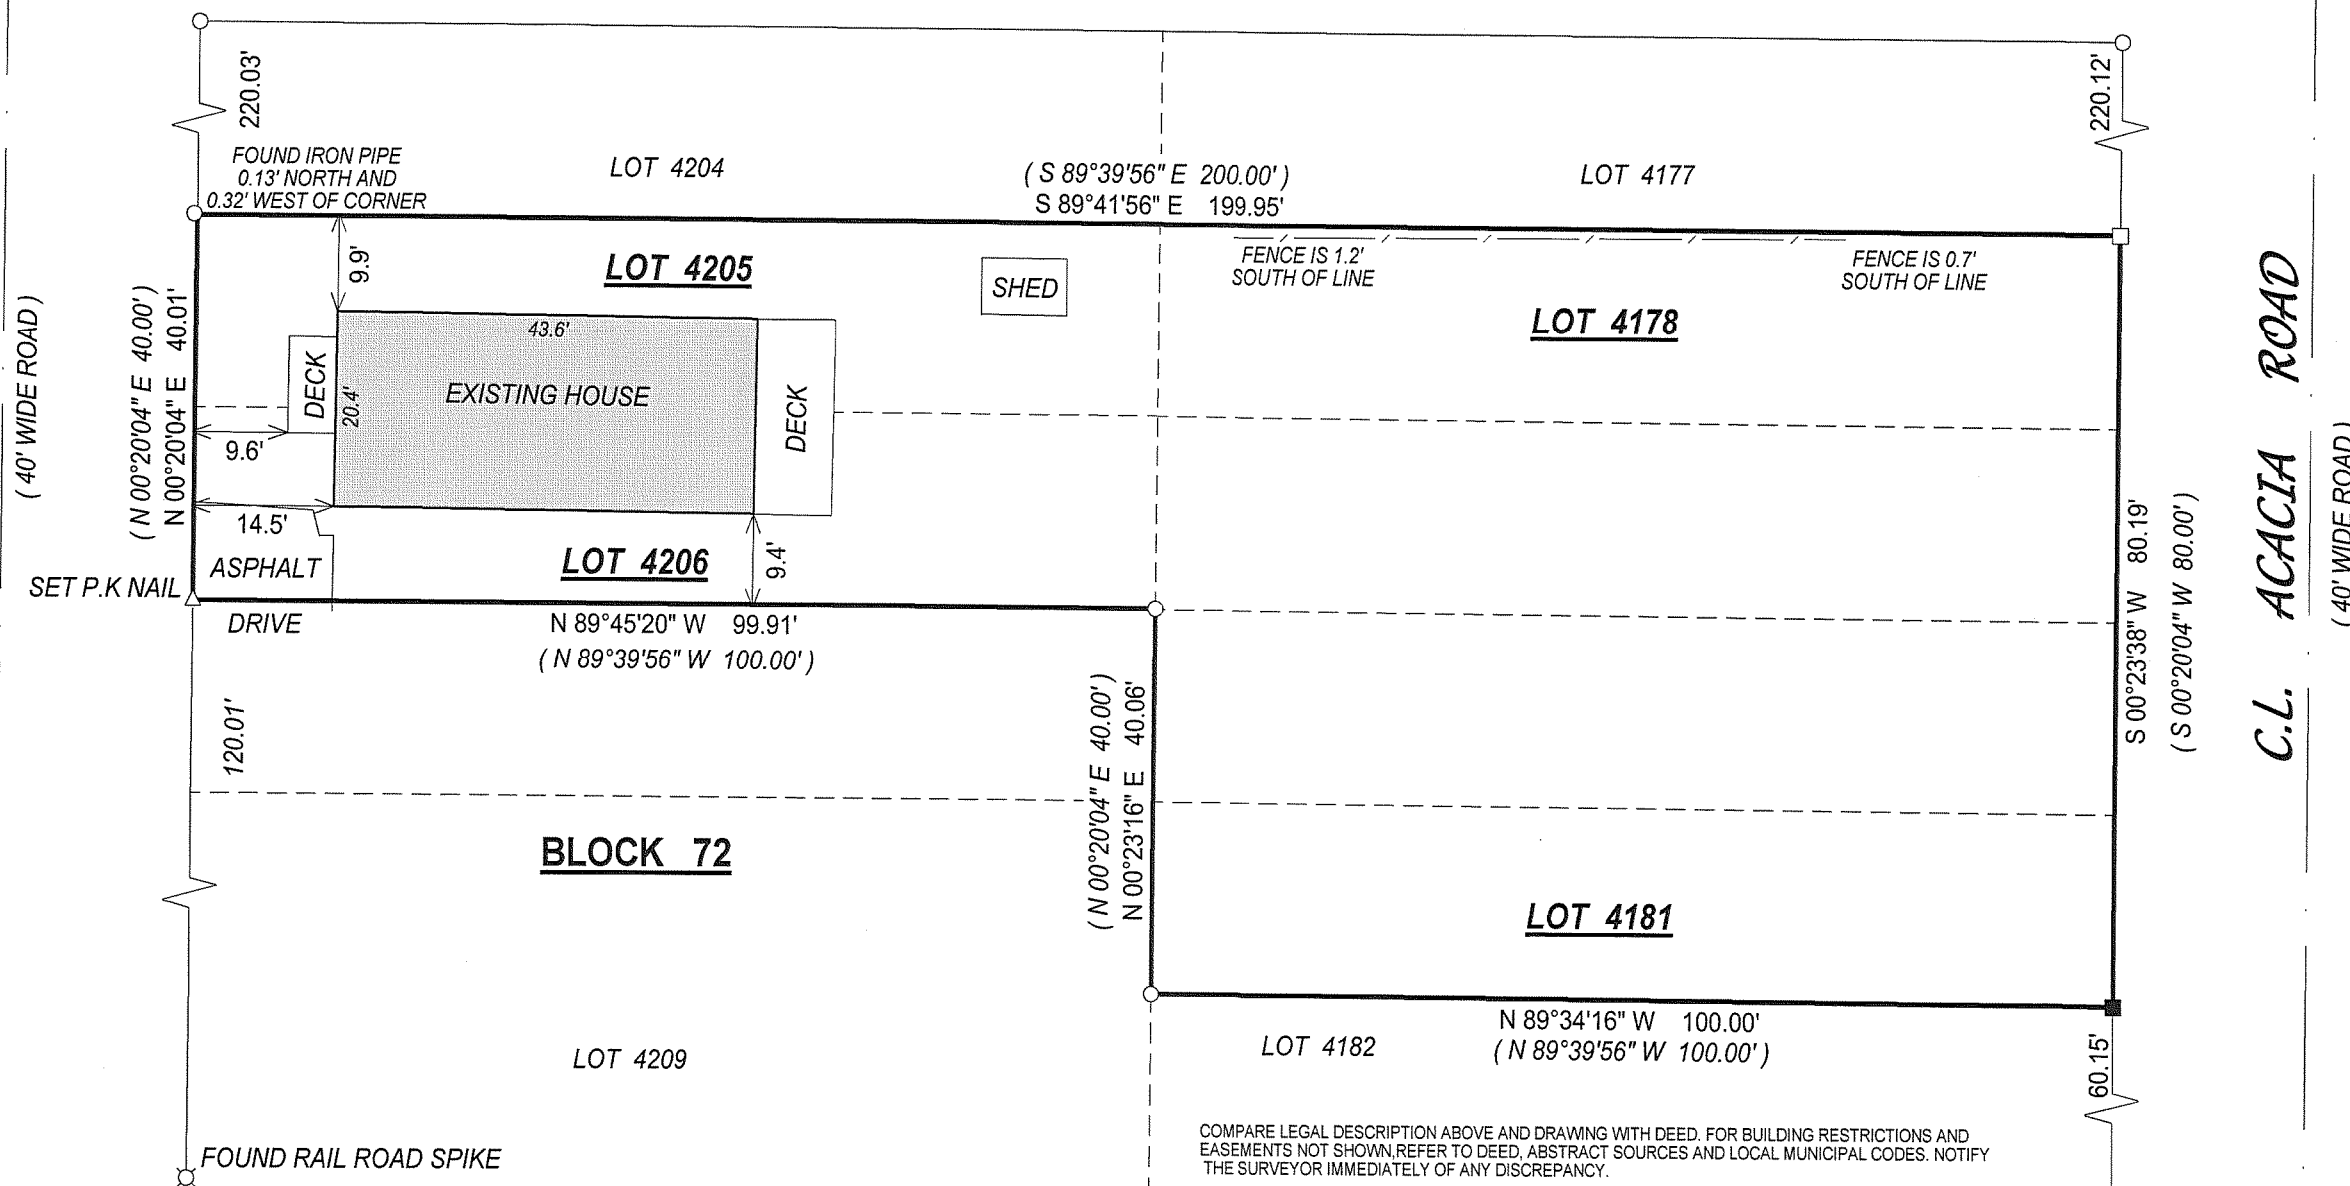 220.03'
220.12'
FOUND IRON PIPE
0.13' NORTH AND
0.32' WEST OF CORNER
LOT 4204
( S 89°39'56" E 200.00' )
S 89°41'56" E 199.95'
LOT 4177
9.9'
LOT 4205
SHED
FENCE IS 1.2'
SOUTH OF LINE
FENCE IS 0.7'
SOUTH OF LINE
LOT 4178
( 40' WIDE ROAD )
( N 00°20'04" E 40.00' )
N 00°20'04" E 40.01'
43.6'
DECK
20.4'
EXISTING HOUSE
DECK
9.6'
14.5'
ASPHALT
DRIVE
SET P.K NAIL
LOT 4206
9.4'
N 89°45'20" W 99.91'
( N 89°39'56" W 100.00' )
S 00°23'38" W 80.19'
( S 00°20'04" W 80.00' )
C.L. ACACIA ROAD
( 40' WIDE ROAD )
120.01'
( N 00°20'04" E 40.00' )
N 00°23'16" E 40.06'
BLOCK 72
LOT 4181
N 89°34'16" W 100.00'
( N 89°39'56" W 100.00' )
LOT 4182
LOT 4209
60.15'
COMPARE LEGAL DESCRIPTION ABOVE AND DRAWING WITH DEED. FOR BUILDING RESTRICTIONS AND
EASEMENTS NOT SHOWN,REFER TO DEED, ABSTRACT SOURCES AND LOCAL MUNICIPAL CODES. NOTIFY
THE SURVEYOR IMMEDIATELY OF ANY DISCREPANCY.
FOUND RAIL ROAD SPIKE